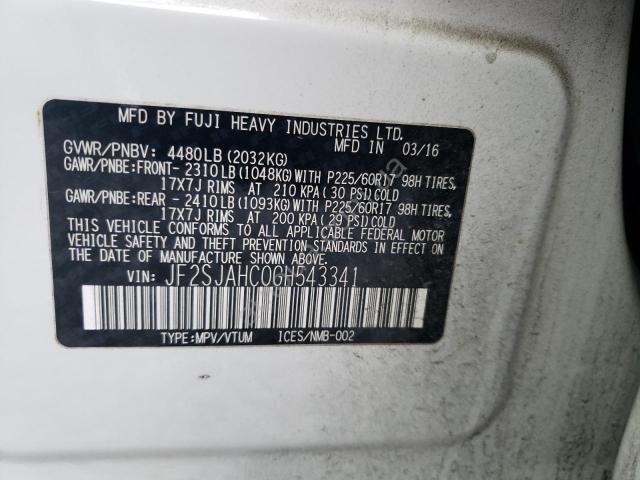 MFD BY FUJI HEAVY INDUSTRIES LTD.
GVWR/PNBV: 4480LB (2032KG) MFD IN 03/16
GAWR/PNBE:FRONT- 2310LB (1048KG) WITH P225/60R17 98H TIRES,
17X7J RIMS AT 210 KPA (30 PSI) COLD
GAWR/PNBE:REAR - 2410LB (1093KG) WITH P225/60R17 98H TIRES,
17X7J RIMS AT 200 KPA (29 PSI) COLD
THIS VEHICLE CONFORMS TO ALL APPLICABLE FEDERAL MOTOR
VEHICLE SAFETY AND THEFT PREVENTION STANDARDS IN EFFECT ON
THE DATE OF MANUFACTURE SHOWN ABOVE.
VIN: JF2SJAHC0GH543341
TYPE:MPV/VTUM ICES/NMB-002